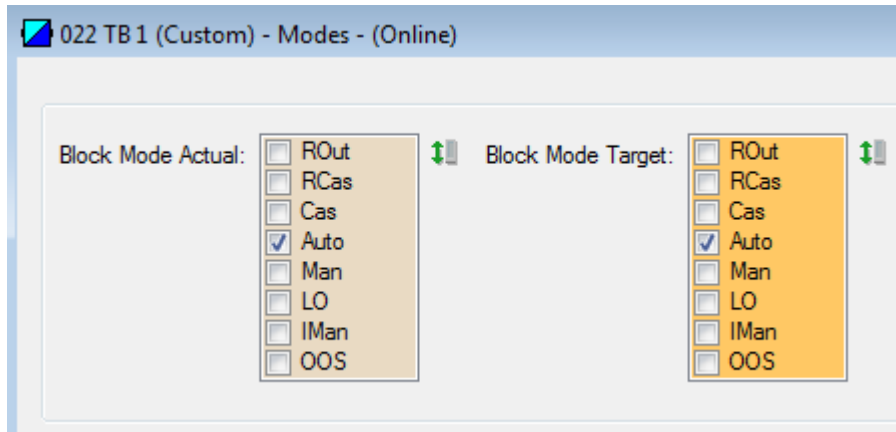 022 TB 1 (Custom) - Modes - (Online)
Block Mode Actual:
ROut
RCas
Cas
Auto
Man
LO
IMan
OOS
Block Mode Target:
ROut
RCas
Cas
Auto
Man
LO
IMan
OOS